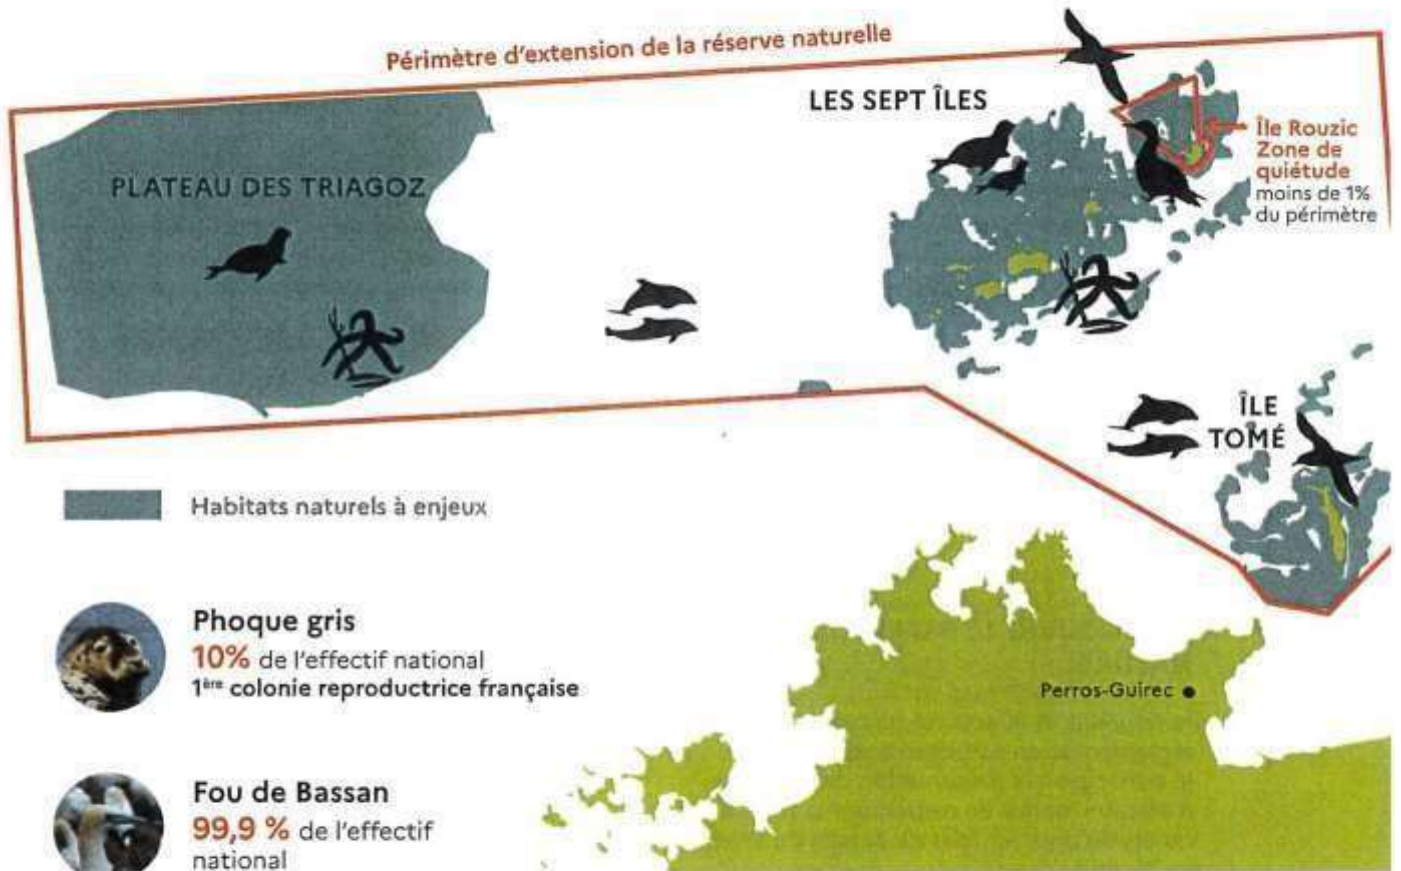 Périmètre d'extension de la réserve naturelle
LES SEPT ÎLES
Île Rouzic
Zone de
quiétude
moins de 1%
du périmètre
PLATEAU DES TRIAGOZ
ÎLE
TOMÉ
Habitats naturels à enjeux
Phoque gris
10% de l'effectif national
1ère colonie reproductrice française
Perros-Guirec
Fou de Bassan
99,9 % de l'effectif
national